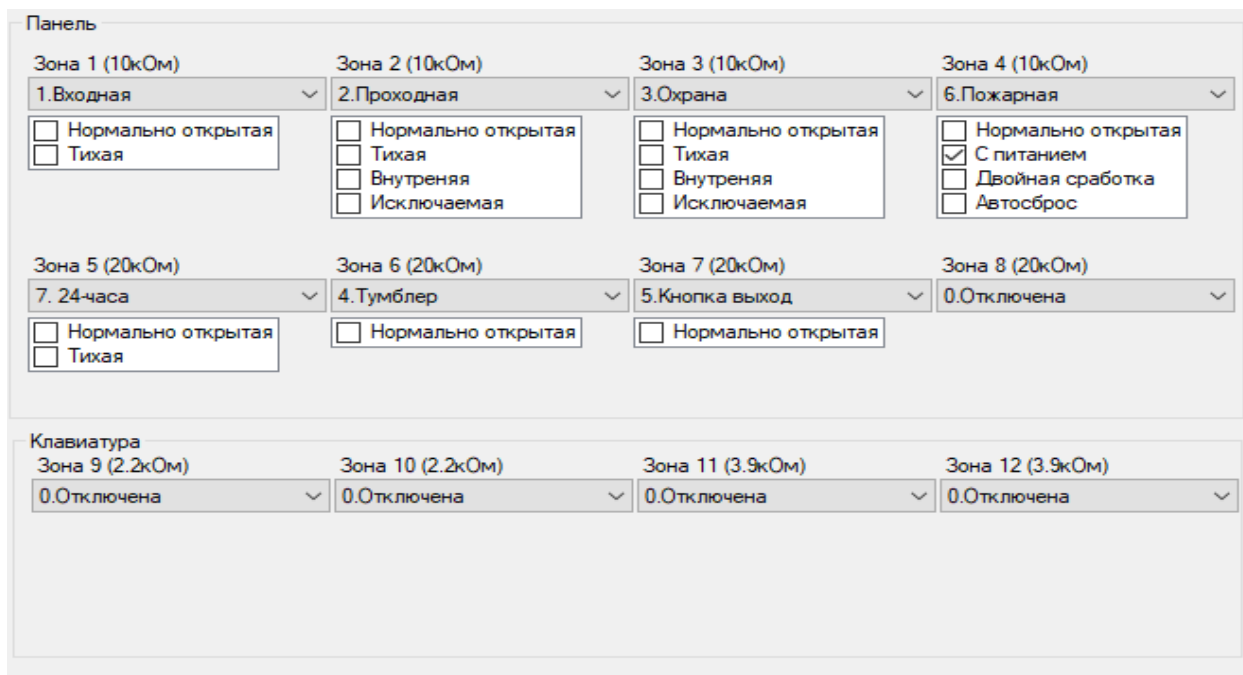 Панель
Зона 1 (10кОм) Зона 2 (10кОм) Зона 3 (10кОм) Зона 4 (10кОм)
1.Входная 2.Проходная 3.Охрана 6.Пожарная
Нормально открытая Нормально открытая Нормально открытая Нормально открытая
Тихая Тихая Тихая С питанием
Внутреняя Внутреняя Двойная сработка
Исключаемая Исключаемая Автосброс
Зона 5 (20кОм) Зона 6 (20кОм) Зона 7 (20кОм) Зона 8 (20кОм)
7. 24-часа 4.Тумблер 5.Кнопка выход 0.Отключена
Нормально открытая Нормально открытая Нормально открытая
Тихая
Клавиатура
Зона 9 (2.2кОм) Зона 10 (2.2кОм) Зона 11 (3.9кОм) Зона 12 (3.9кОм)
0.Отключена 0.Отключена 0.Отключена 0.Отключена